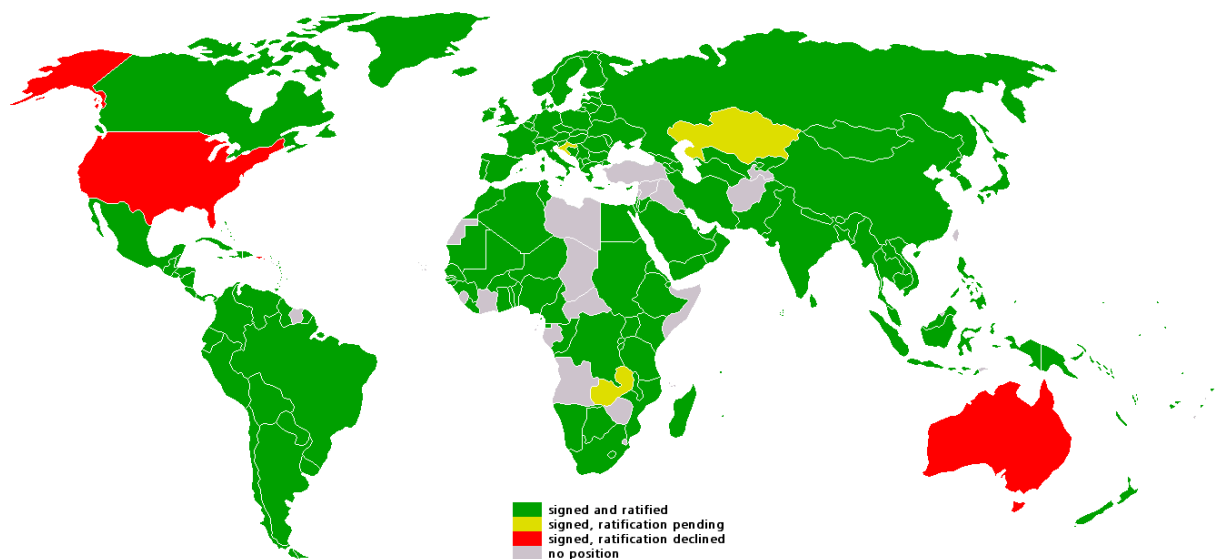 signed and ratified
signed, ratification pending
signed, ratification declined
no position